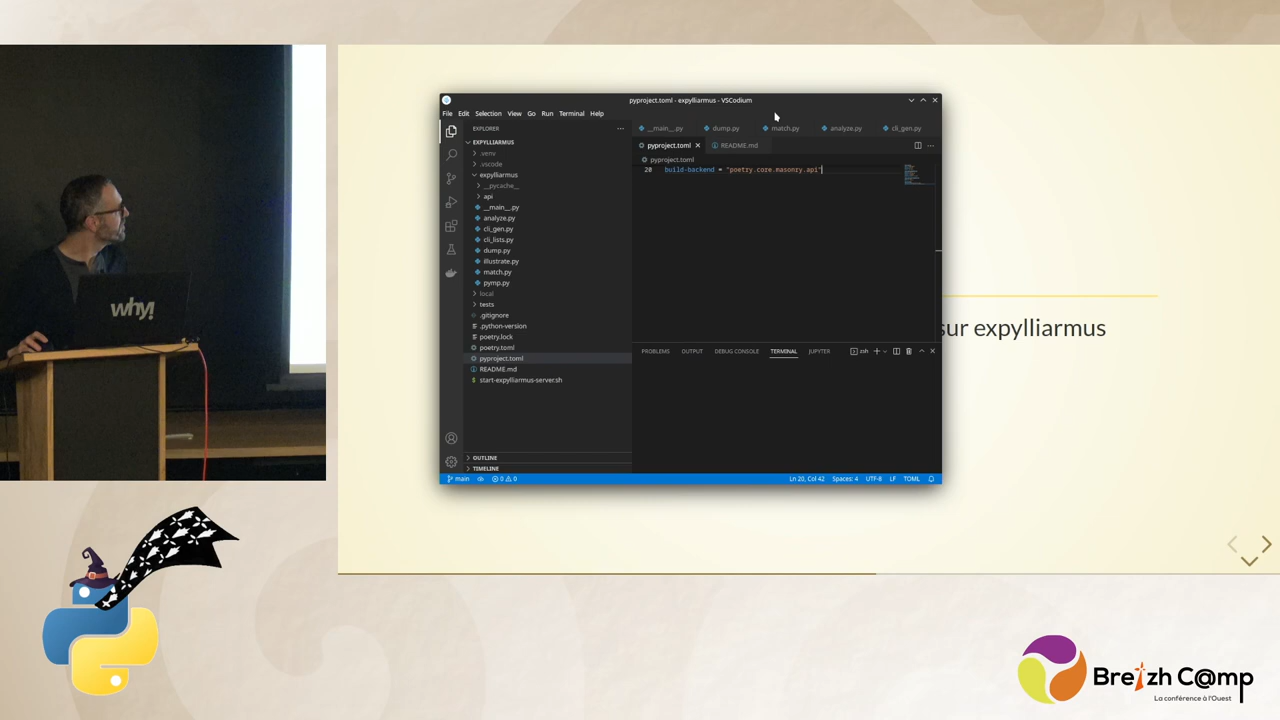 pyproject.toml - expylliarmus - VSCodium
File Edit Selection View Go Run Terminal Help
EXPLORER
EXPYLLIARMUS
.venv
.vscode
expylliarmus
__pycache__
api
__main__.py
analyze.py
cli_gen.py
cli_lists.py
dump.py
illustrate.py
match.py
pymp.py
local
tests
.gitignore
.python-version
poetry.lock
poetry.toml
pyproject.toml
README.md
start-expylliarmus-server.sh
OUTLINE
TIMELINE
__main__.py dump.py match.py analyze.py cli_gen.py
pyproject.toml README.md
pyproject.toml
20 build-backend = "poetry.core.masonry.api"
PROBLEMS OUTPUT DEBUG CONSOLE TERMINAL JUPYTER zsh
main 0 0 Ln 20, Col 42 Spaces: 4 UTF-8 LF TOML
sur expylliarmus
why!
Breizh C@mp
La conférence à l'Ouest